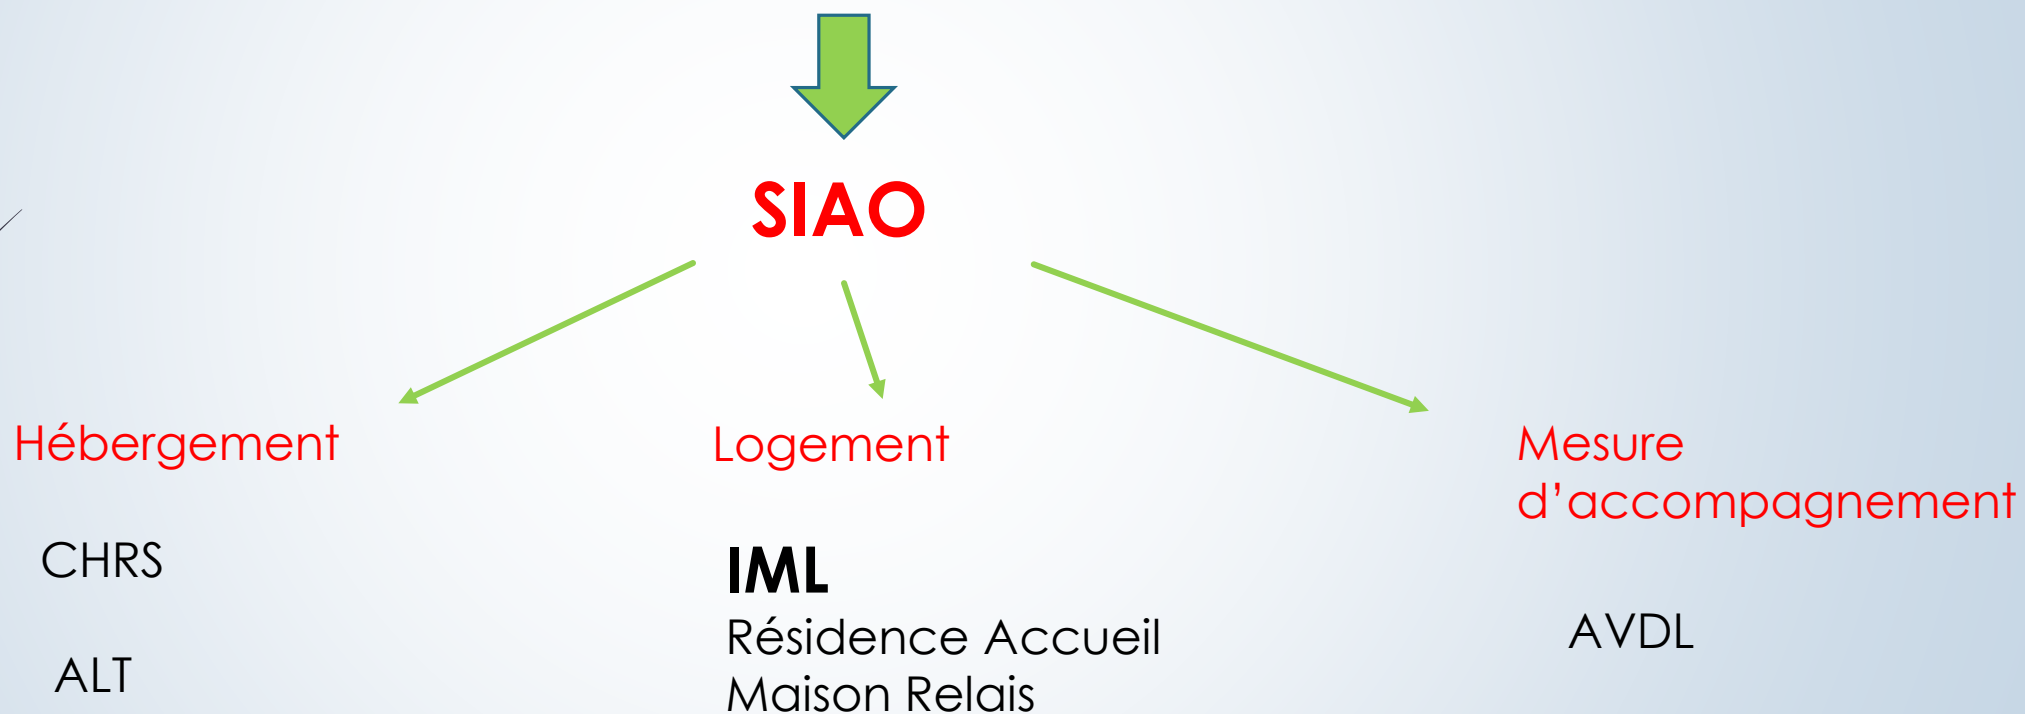 SIAO
Hébergement
CHRS
ALT
Logement
IML
Résidence Accueil
Maison Relais
Mesure
d’accompagnement
AVDL